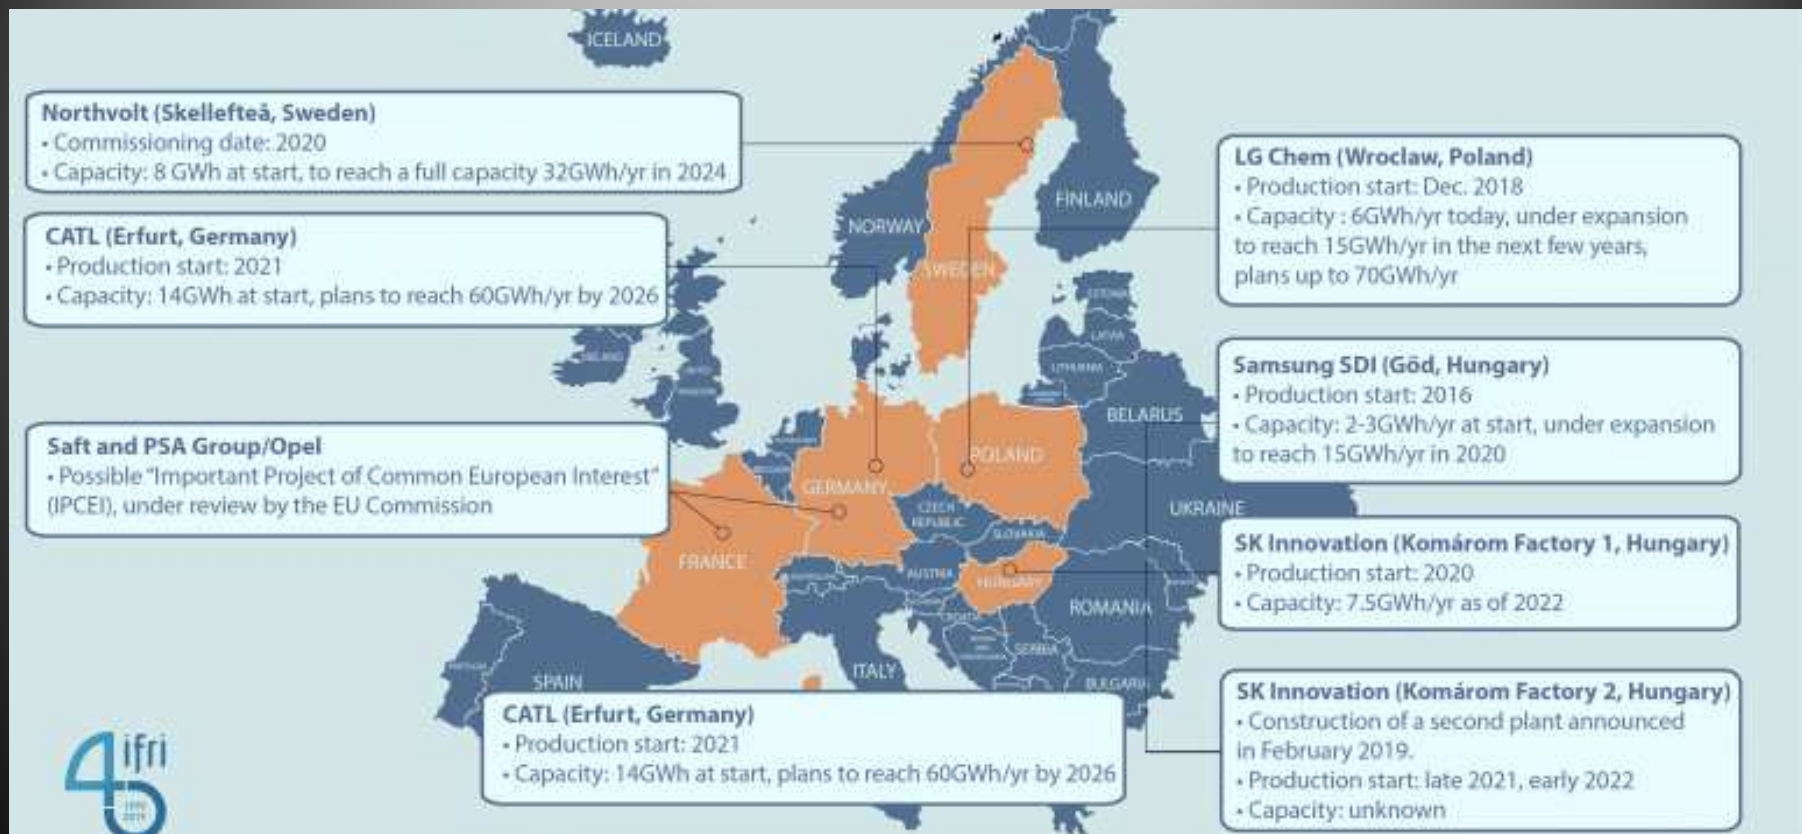 ICELAND
Northvolt (Skellefteå, Sweden)
• Commissioning date: 2020
• Capacity: 8 GWh at start, to reach a full capacity 32GWh/yr in 2024
CATL (Erfurt, Germany)
• Production start: 2021
• Capacity: 14GWh at start, plans to reach 60GWh/yr by 2026
Saft and PSA Group/Opel
• Possible "Important Project of Common European Interest"
(IPCEI), under review by the EU Commission
LG Chem (Wroclaw, Poland)
• Production start: Dec. 2018
• Capacity : 6GWh/yr today, under expansion
to reach 15GWh/yr in the next few years,
plans up to 70GWh/yr
Samsung SDI (Göd, Hungary)
• Production start: 2016
• Capacity: 2-3GWh/yr at start, under expansion
to reach 15GWh/yr in 2020
SK Innovation (Komárom Factory 1, Hungary)
• Production start: 2020
• Capacity: 7.5GWh/yr as of 2022
SK Innovation (Komárom Factory 2, Hungary)
• Construction of a second plant announced
in February 2019.
• Production start: late 2021, early 2022
• Capacity: unknown
CATL (Erfurt, Germany)
• Production start: 2021
• Capacity: 14GWh at start, plans to reach 60GWh/yr by 2026
NORWAY
SWEDEN
FINLAND
ESTONIA
LATVIA
LITHUANIA
IRELAND
BELARUS
POLAND
GERMANY
CZECH
REPUBLIC
SLOVAKIA
UKRAINE
FRANCE
AUSTRIA
HUNGARY
ROMANIA
CROATIA
SERBIA
BULGARIA
ITALY
PORTUGAL
SPAIN
45 ifri